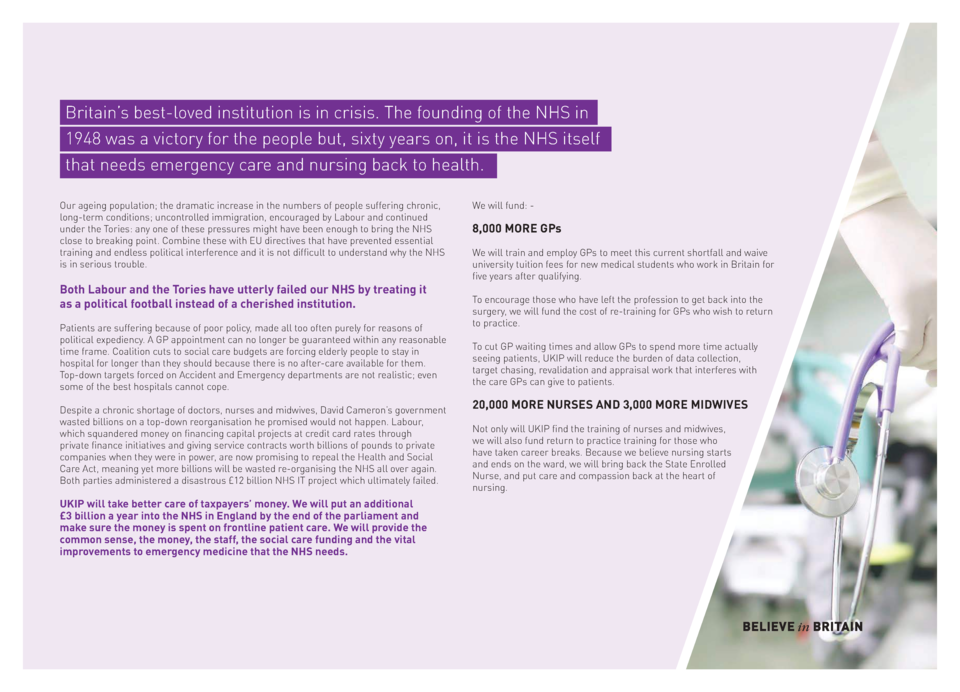 Britain's best-loved institution is in crisis. The founding of the NHS in
1948 was a victory for the people but, sixty years on, it is the NHS itself
that needs emergency care and nursing back to health.
Our ageing population; the dramatic increase in the numbers of people suffering chronic,
long-term conditions; uncontrolled immigration, encouraged by Labour and continued
under the Tories: any one of these pressures might have been enough to bring the NHS
close to breaking point. Combine these with EU directives that have prevented essential
training and endless political interference and it is not difficult to understand why the NHS
is in serious trouble.
Both Labour and the Tories have utterly failed our NHS by treating it
as a political football instead of a cherished institution.
Patients are suffering because of poor policy, made all too often purely for reasons of
political expediency. A GP appointment can no longer be guaranteed within any reasonable
time frame. Coalition cuts to social care budgets are forcing elderly people to stay in
hospital for longer than they should because there is no after-care available for them.
Top-down targets forced on Accident and Emergency departments are not realistic; even
some of the best hospitals cannot cope.
Despite a chronic shortage of doctors, nurses and midwives, David Cameron's government
wasted billions on a top-down reorganisation he promised would not happen. Labour,
which squandered money on financing capital projects at credit card rates through
private finance initiatives and giving service contracts worth billions of pounds to private
companies when they were in power, are now promising to repeal the Health and Social
Care Act, meaning yet more billions will be wasted re-organising the NHS all over again.
Both parties administered a disastrous £12 billion NHS IT project which ultimately failed.
UKIP will take better care of taxpayers' money. We will put an additional
£3 billion a year into the NHS in England by the end of the parliament and
make sure the money is spent on frontline patient care. We will provide the
common sense, the money, the staff, the social care funding and the vital
improvements to emergency medicine that the NHS needs.
We will fund: -
8,000 MORE GPs
We will train and employ GPs to meet this current shortfall and waive
university tuition fees for new medical students who work in Britain for
five years after qualifying.
To encourage those who have left the profession to get back into the
surgery, we will fund the cost of re-training for GPs who wish to return
to practice.
To cut GP waiting times and allow GPs to spend more time actually
seeing patients, UKIP will reduce the burden of data collection,
target chasing, revalidation and appraisal work that interferes with
the care GPs can give to patients.
20,000 MORE NURSES AND 3,000 MORE MIDWIVES
Not only will UKIP find the training of nurses and midwives,
we will also fund return to practice training for those who
have taken career breaks. Because we believe nursing starts
and ends on the ward, we will bring back the State Enrolled
Nurse, and put care and compassion back at the heart of
nursing.
BELIEVE in BRITAIN